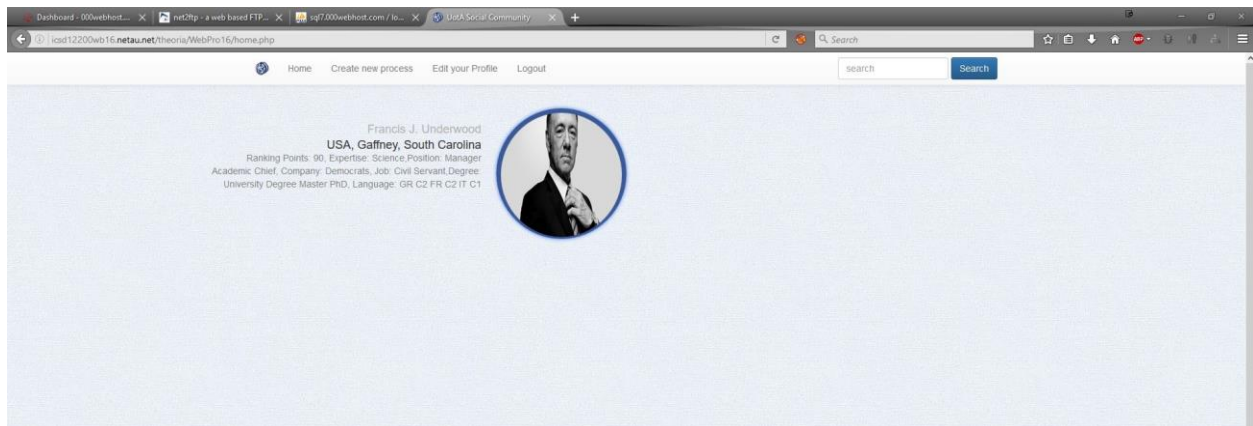 Dashboard - 000webhost....
net2ftp - a web based FTP...
sql7.000webhost.com / lo...
UotA Social Community
icsd12200wb16.netau.net/theoria/WebPro16/home.php
Search
ABP
Home Create new process Edit your Profile Logout
search
Search
Francis J. Underwood
USA, Gaffney, South Carolina
Ranking Points: 90, Expertise: Science,Position: Manager
Academic Chief, Company: Democrats, Job: Civil Servant,Degree:
University Degree Master PhD, Language: GR C2 FR C2 IT C1